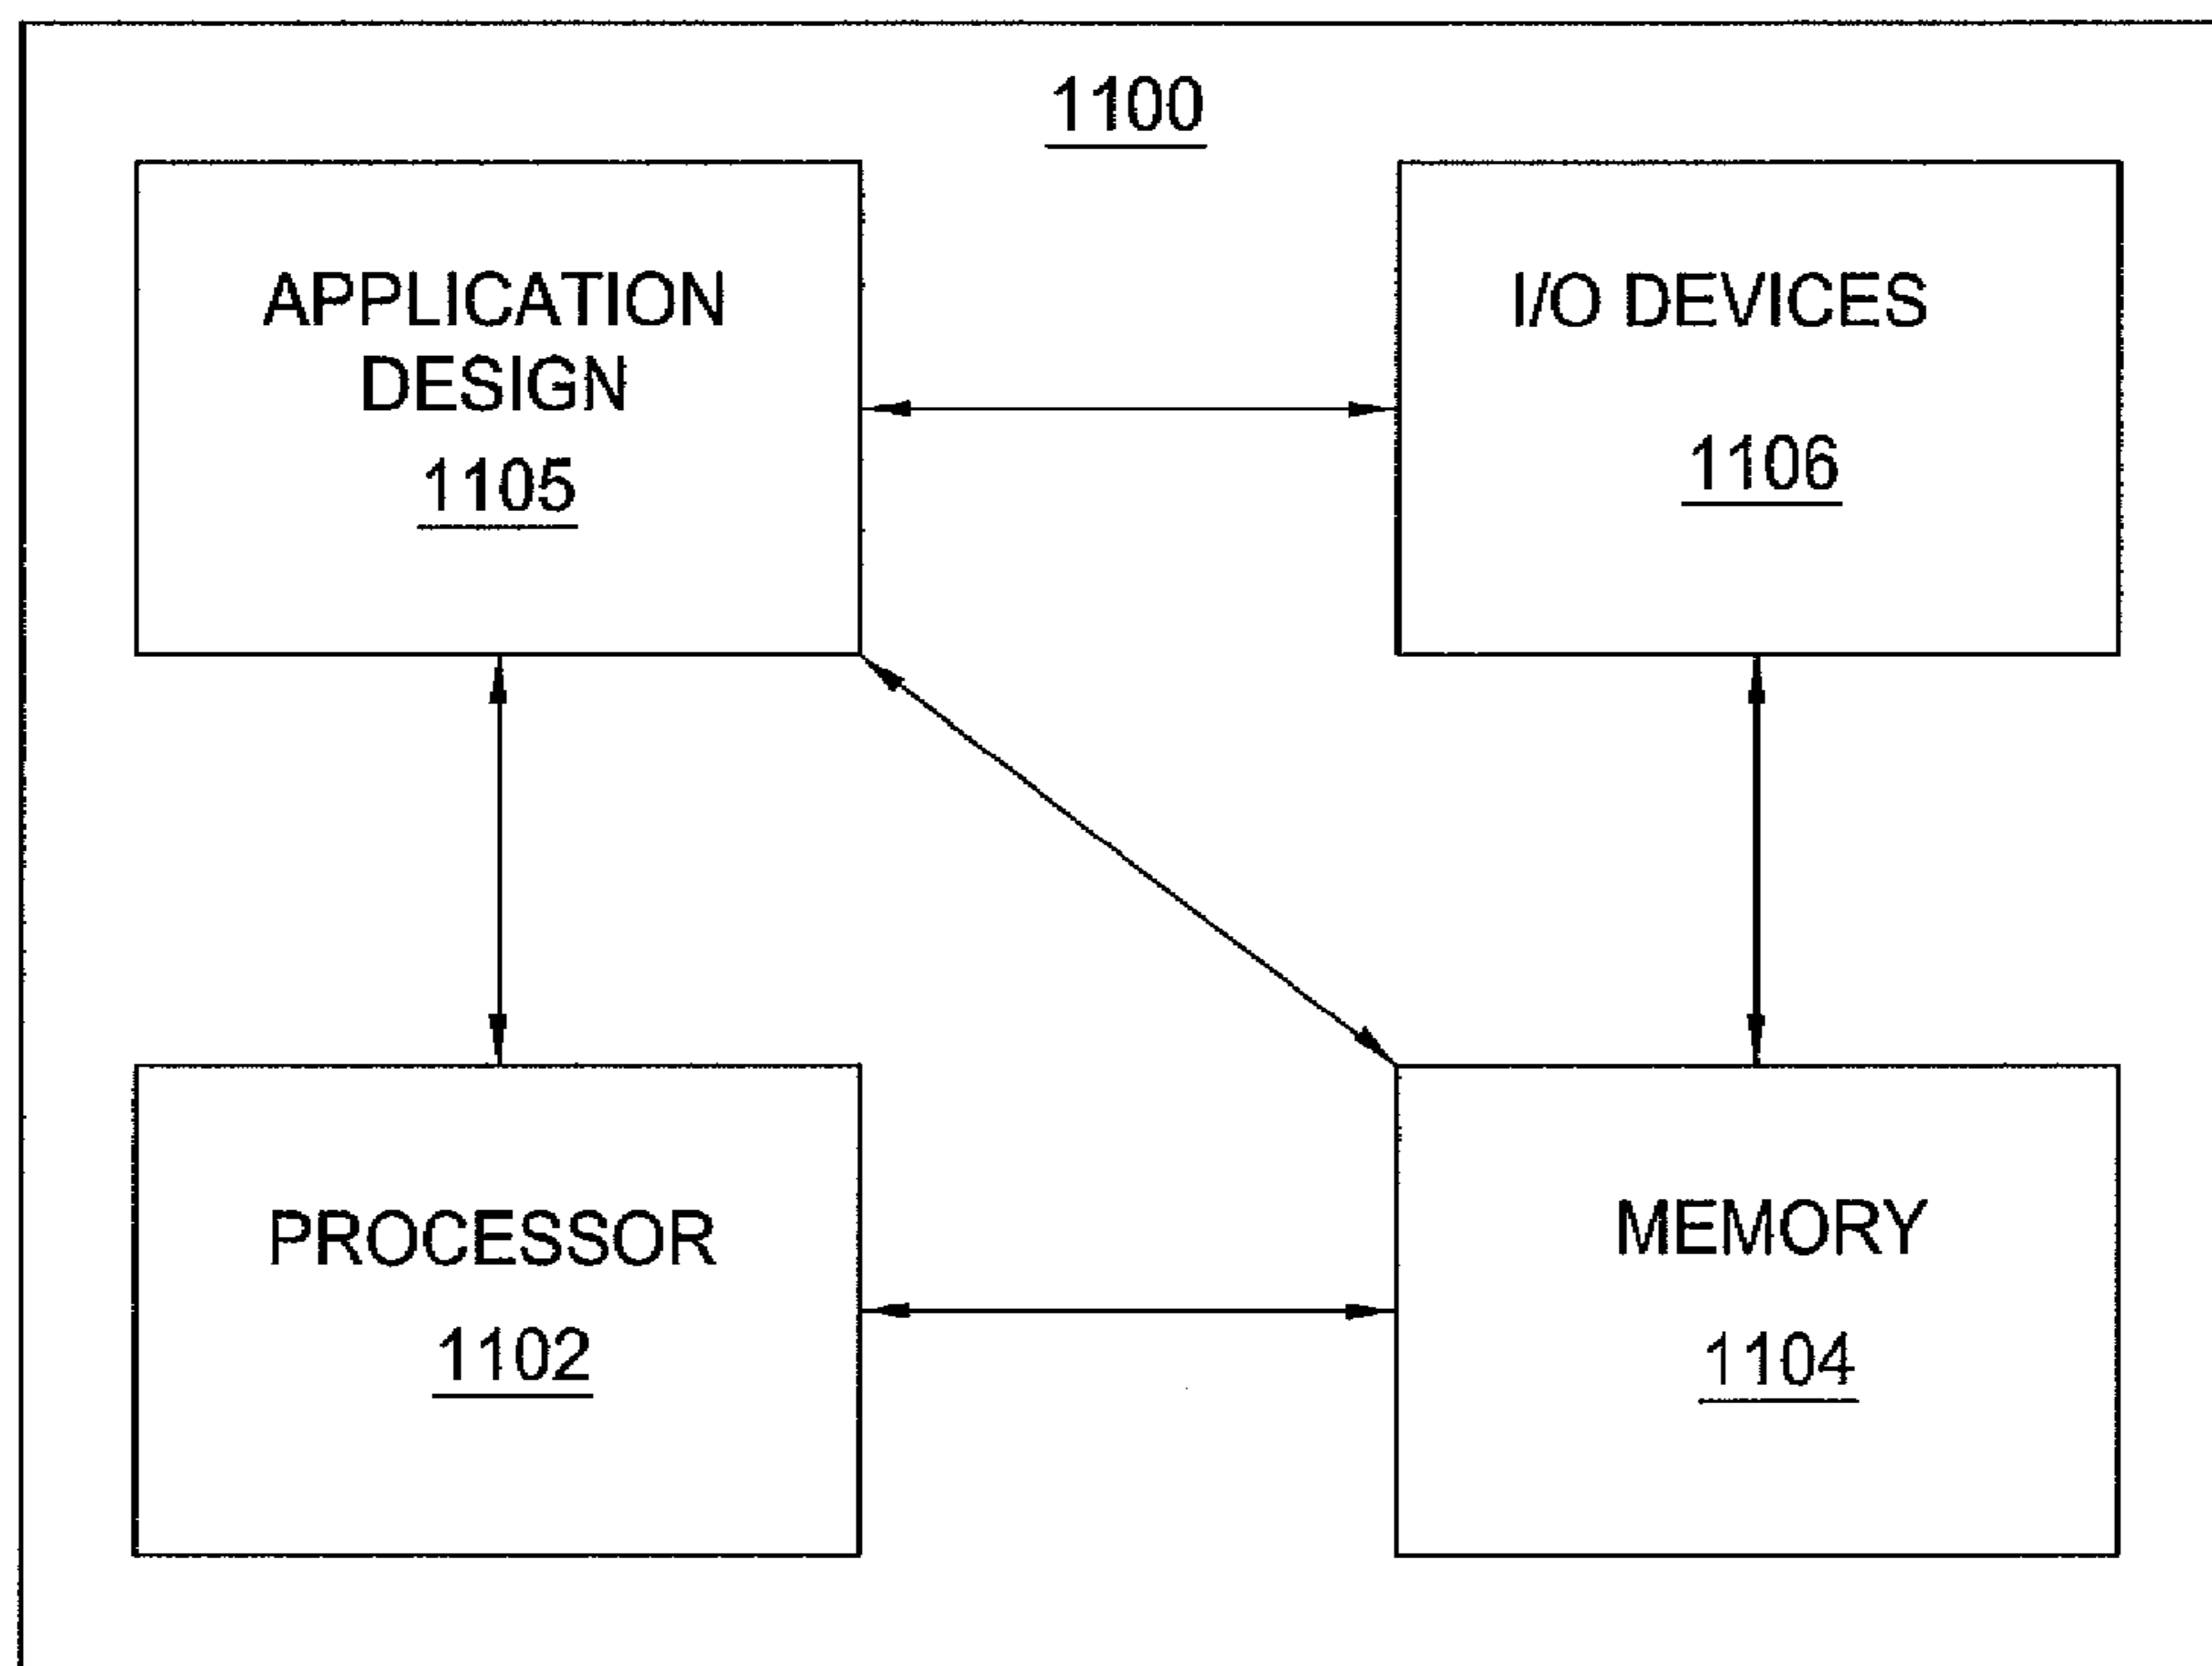 1100
APPLICATION
DESIGN
1105
I/O DEVICES
1106
PROCESSOR
1102
MEMORY
1104